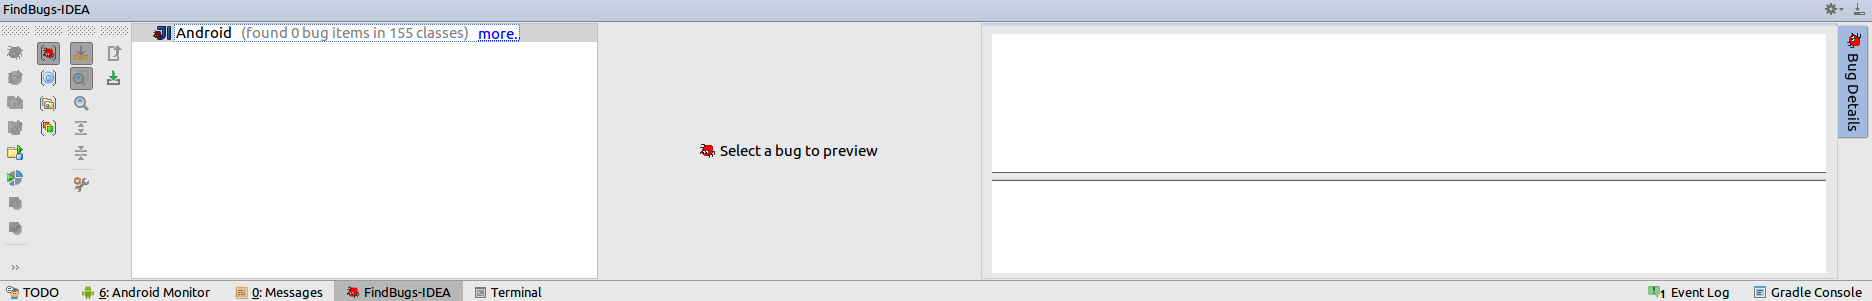 FindBugs-IDEA
Android (found 0 bug items in 155 classes) more.
Select a bug to preview
Bug Details
TODO 6: Android Monitor 0: Messages FindBugs-IDEA Terminal 1 Event Log Gradle Console